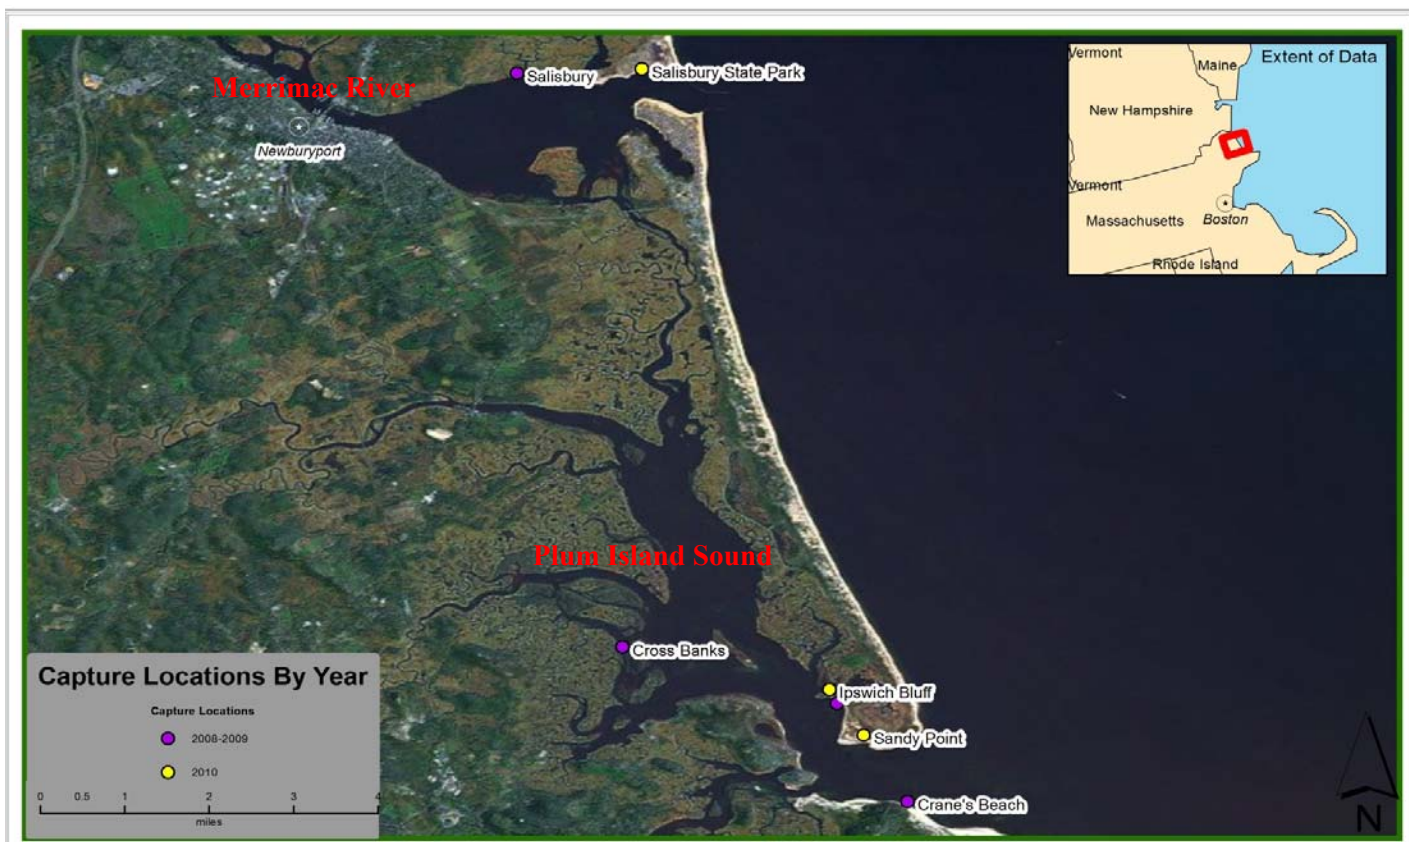 Salisbury
Salisbury State Park
Merrimac River
Newburyport
Vermont
Maine
Extent of Data
New Hampshire
Vermont
Massachusetts
Boston
Rhode Island
Plum Island Sound
Cross Banks
Ipswich Bluff
Sandy Point
Crane's Beach
Capture Locations By Year
Capture Locations
2008-2009
2010
0 0.5 1 2 3 4
miles
N